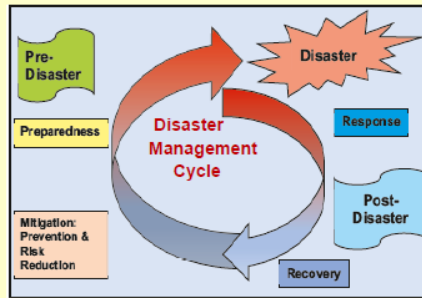 Pre-
Disaster
Disaster
Preparedness
Disaster
Management
Cycle
Response
Mitigation:
Prevention &
Risk
Reduction
Post-
Disaster
Recovery